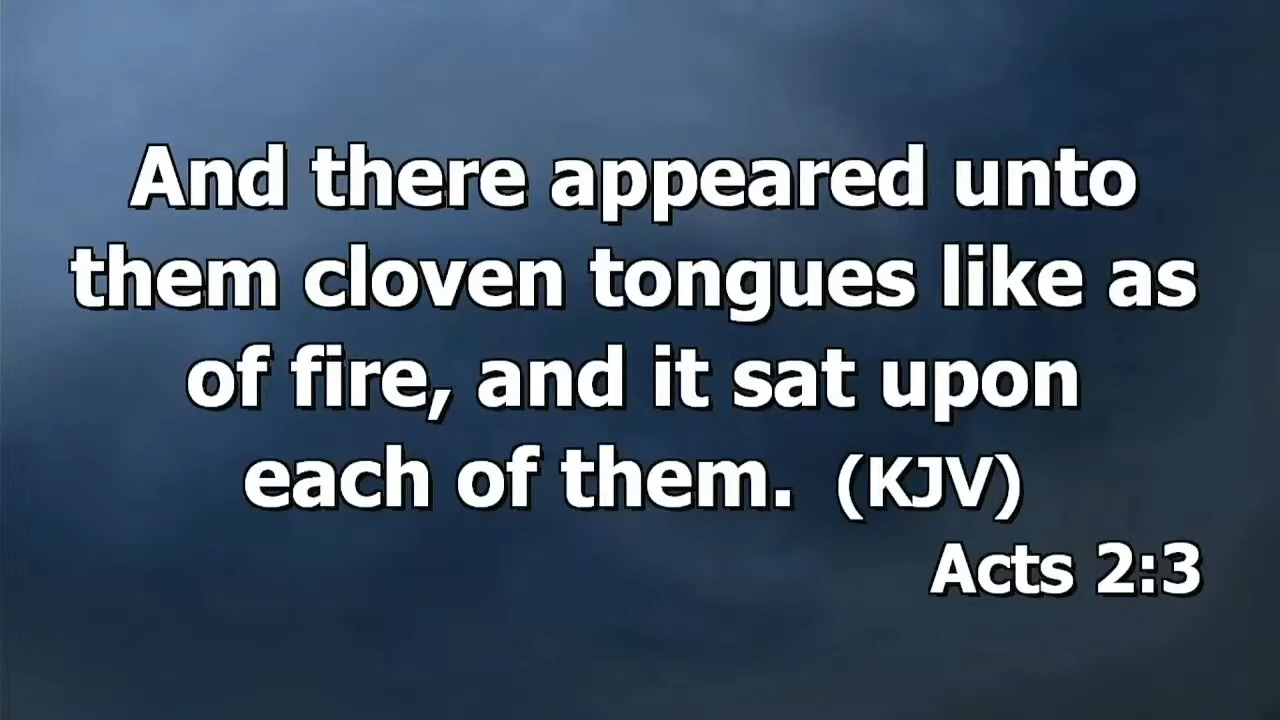 And there appeared unto
them cloven tongues like as
of fire, and it sat upon
each of them. (KJV)
Acts 2:3